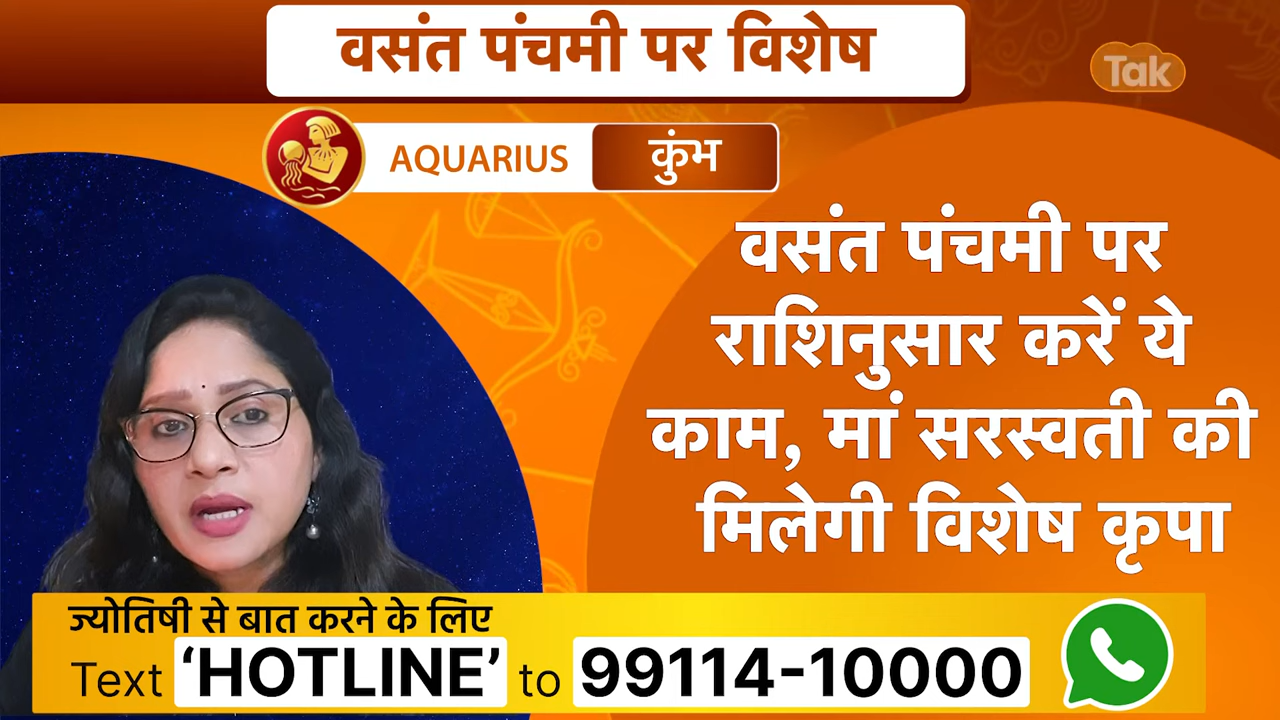 वसंत पंचमी पर विशेष
Tak
AQUARIUS कुंभ
वसंत पंचमी पर
राशिनुसार करें ये
काम, मां सरस्वती की
मिलेगी विशेष कृपा
ज्योतिषी से बात करने के लिए
Text ‘HOTLINE’ to 99114-10000